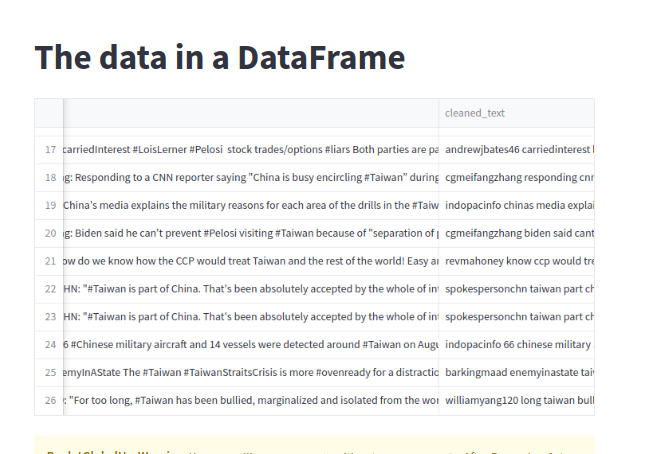 The data in a DataFrame
cleaned_text
17 carriedInterest #LoisLerner #Pelosi stock trades/options #liars Both parties are pa andrewjbates46 carriedinterest
18 g: Responding to a CNN reporter saying "China is busy encircling #Taiwan" during cgmeifangzhang responding cnn
19 China's media explains the military reasons for each area of the drills in the #Taiw indopacinfo chinas media explai
20 g: Biden said he can't prevent #Pelosi visiting #Taiwan because of "separation of cgmeifangzhang biden said cant
21 ow do we know how the CCP would treat Taiwan and the rest of the world! Easy an revmahoney know ccp would tre
22 HN: "#Taiwan is part of China. That's been absolutely accepted by the whole of int spokespersonchn taiwan part ch
23 HN: "#Taiwan is part of China. That's been absolutely accepted by the whole of int spokespersonchn taiwan part ch
24 6 #Chinese military aircraft and 14 vessels were detected around #Taiwan on Augu indopacinfo 66 chinese military
25 emyInAState The #Taiwan #TaiwanStraitsCrisis is more #ovenready for a distractio barkingmaad enemyinastate tai
26 : "For too long, #Taiwan has been bullied, marginalized and isolated from the wor williamyang120 long taiwan bull